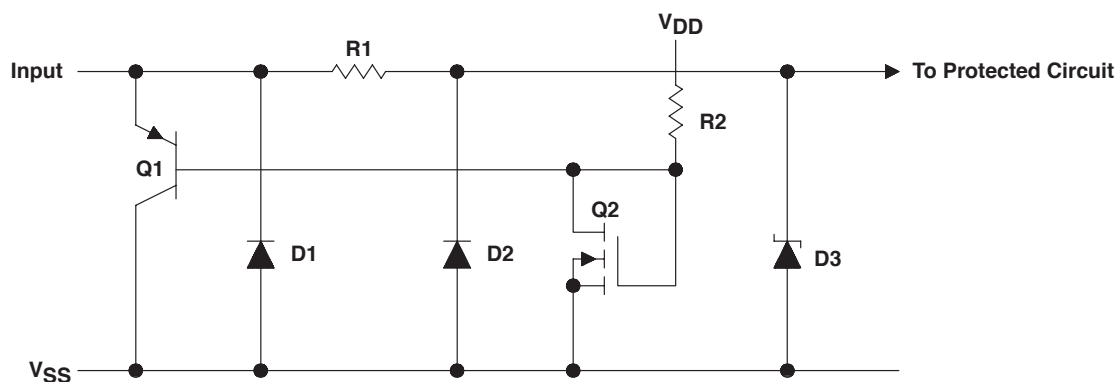 VDD
R1
Input
To Protected Circuit
R2
Q1
Q2
D1
D2
D3
VSS